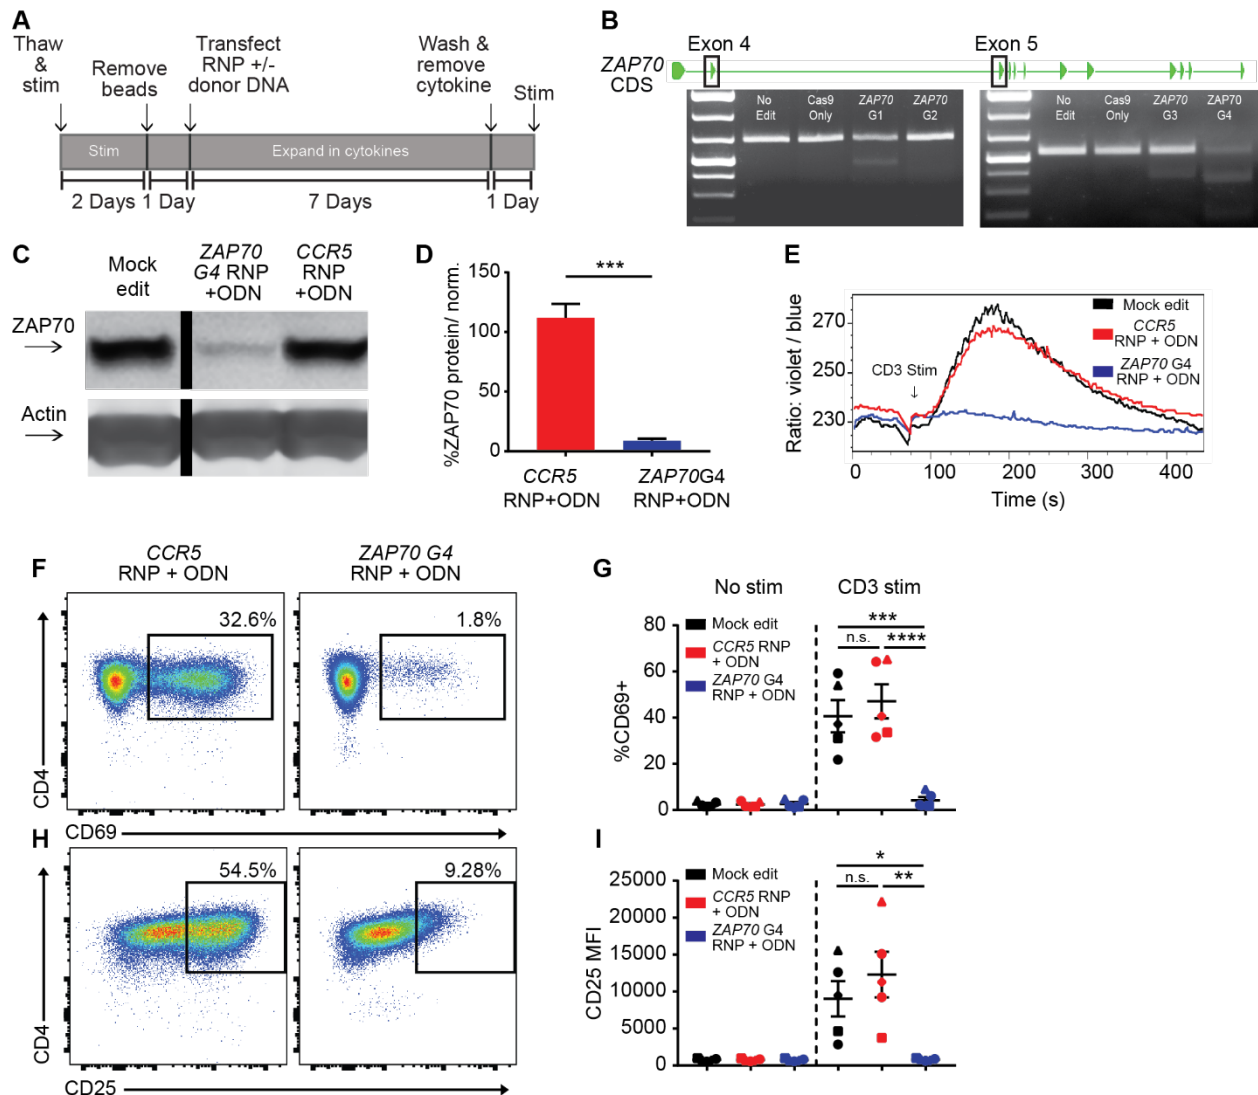 A
Thaw
&
stim
Remove
beads
Transfect
RNP +/-
donor DNA
Wash &
remove
cytokine
Stim
Stim
Expand in cytokines
2 Days
1 Day
7 Days
1 Day
B
Exon 4
Exon 5
ZAP70
CDS
No
Edit
Cas9
Only
ZAP70
G1
ZAP70
G2
No
Edit
Cas9
Only
ZAP70
G3
ZAP70
G4
C
Mock
edit
ZAP70
G4 RNP
+ODN
CCR5
RNP
+ODN
ZAP70
Actin
D
%ZAP70 protein/ norm.
150
100
50
0
***
CCR5
RNP+ODN
ZAP70G4
RNP+ODN
E
Ratio: violet / blue
270
250
230
CD3 Stim
Mock edit
CCR5
RNP + ODN
ZAP70 G4
RNP + ODN
0
100
200
300
400
Time (s)
F
CCR5
RNP + ODN
ZAP70 G4
RNP + ODN
32.6%
1.8%
CD4
CD69
G
No stim
CD3 stim
Mock edit
CCR5 RNP
+ ODN
ZAP70 G4
RNP + ODN
***
n.s.
****
%CD69+
80
60
40
20
0
H
54.5%
9.28%
CD4
CD25
I
Mock edit
CCR5 RNP
+ ODN
ZAP70 G4
RNP + ODN
*
n.s.
**
CD25 MFI
25000
20000
15000
10000
5000
0